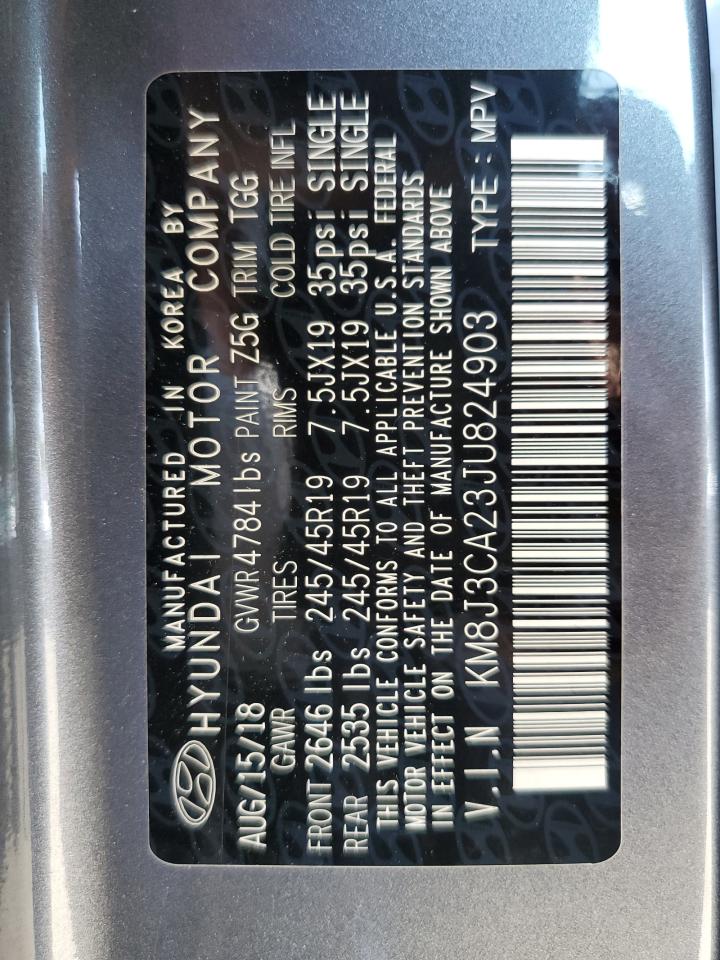 MANUFACTURED IN KOREA BY
HYUNDAI MOTOR COMPANY
AUG/15/18 GVWR 4784 lbs PAINT Z5G TRIM TGG
GAWR TIRES RIMS COLD TIRE INFL
FRONT 2646 lbs 245/45R19 7.5JX19 35psi SINGLE
REAR 2535 lbs 245/45R19 7.5JX19 35psi SINGLE
THIS VEHICLE CONFORMS TO ALL APPLICABLE U.S.A. FEDERAL
MOTOR VEHICLE SAFETY AND THEFT PREVENTION STANDARDS
IN EFFECT ON THE DATE OF MANUFACTURE SHOWN ABOVE
V.I.N KM8J3CA23JU824903 TYPE : MPV